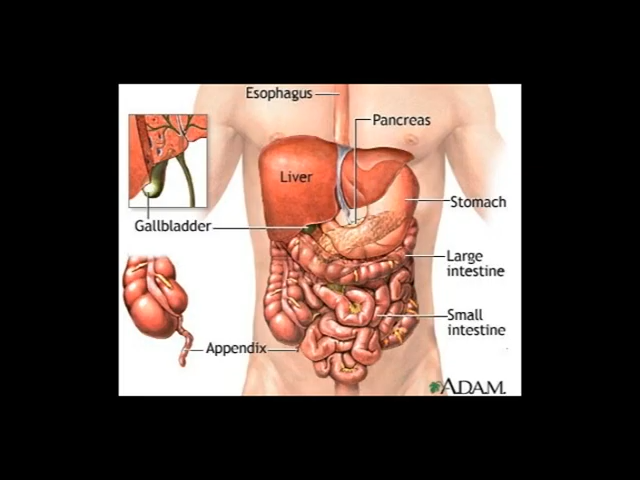 Esophagus
Pancreas
Liver
Stomach
Gallbladder
Large
intestine
Small
intestine
Appendix
A.D.A.M.